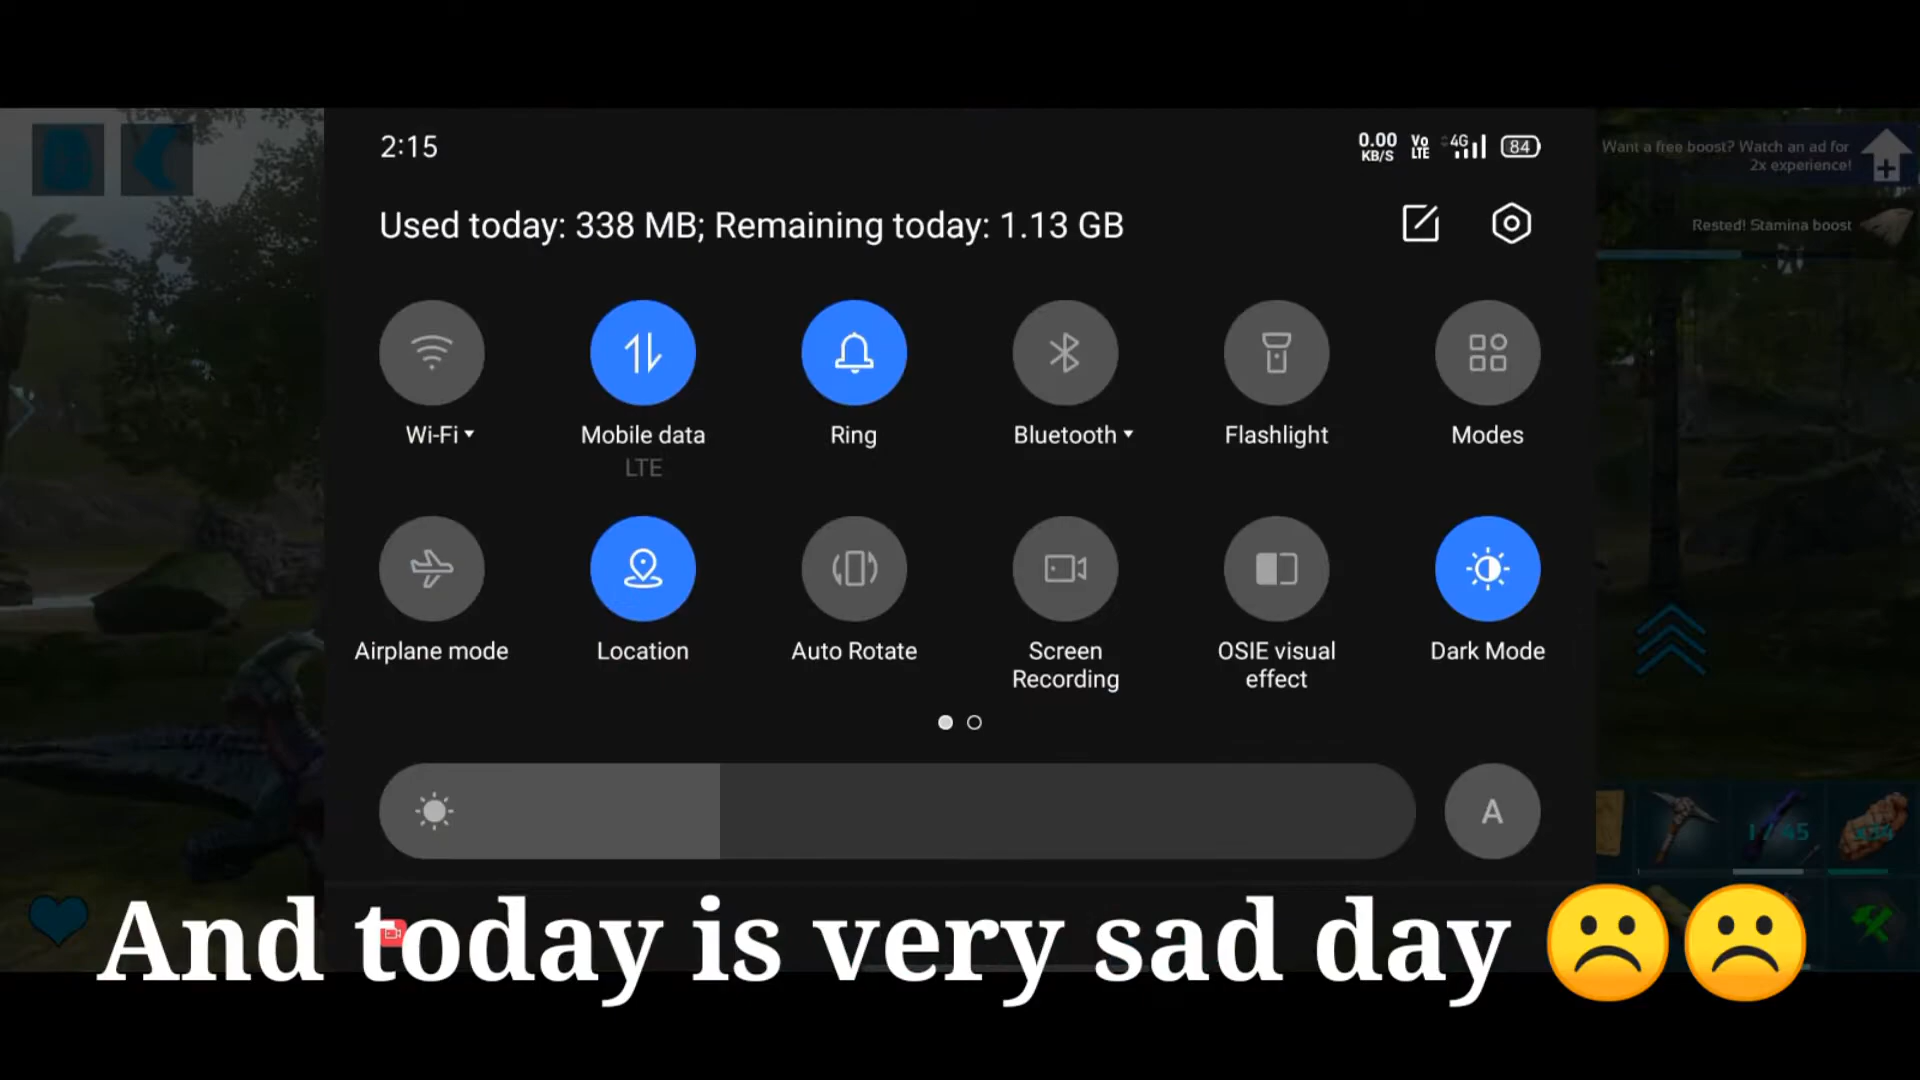 2:15
0.00 KB/S Vo LTE 4G 84
Want a free boost? Watch an ad for
2x experience!
Used today: 338 MB; Remaining today: 1.13 GB
Rested! Stamina boost
Wi-Fi
Mobile data
LTE
Ring
Bluetooth
Flashlight
Modes
Airplane mode
Location
Auto Rotate
Screen
Recording
OSIE visual
effect
Dark Mode
A
1 / 45
And today is very sad day ☹️☹️